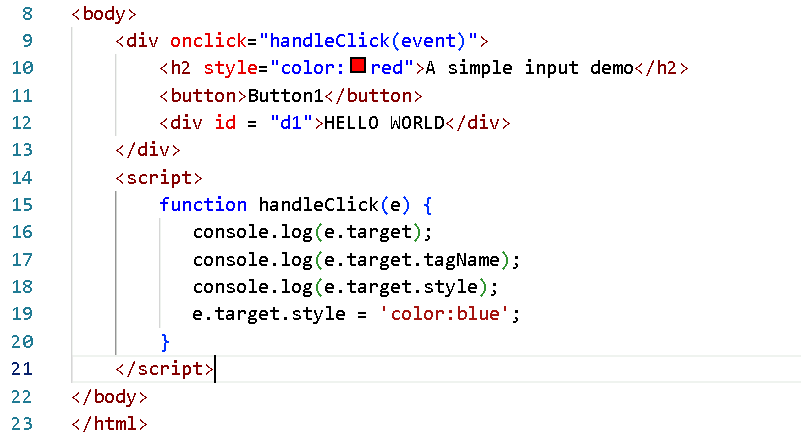 8 <body>
9 <div onclick="handleClick(event)">
10 <h2 style="color:red">A simple input demo</h2>
11 <button>Button1</button>
12 <div id = "d1">HELLO WORLD</div>
13 </div>
14 <script>
15 function handleClick(e) {
16 console.log(e.target);
17 console.log(e.target.tagName);
18 console.log(e.target.style);
19 e.target.style = 'color:blue';
20 }
21 </script>
22 </body>
23 </html>